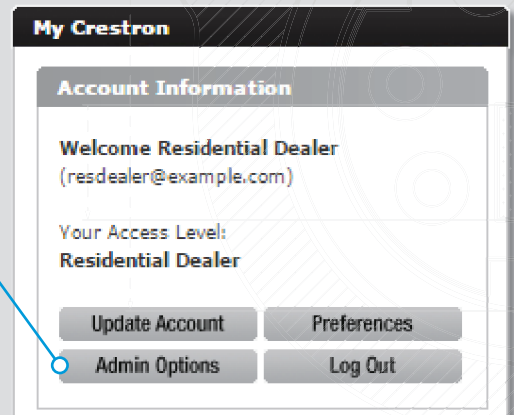 My Crestron
Account Information
Welcome Residential Dealer
(resdealer@example.com)
Your Access Level:
Residential Dealer
Update Account Preferences
Admin Options Log Out